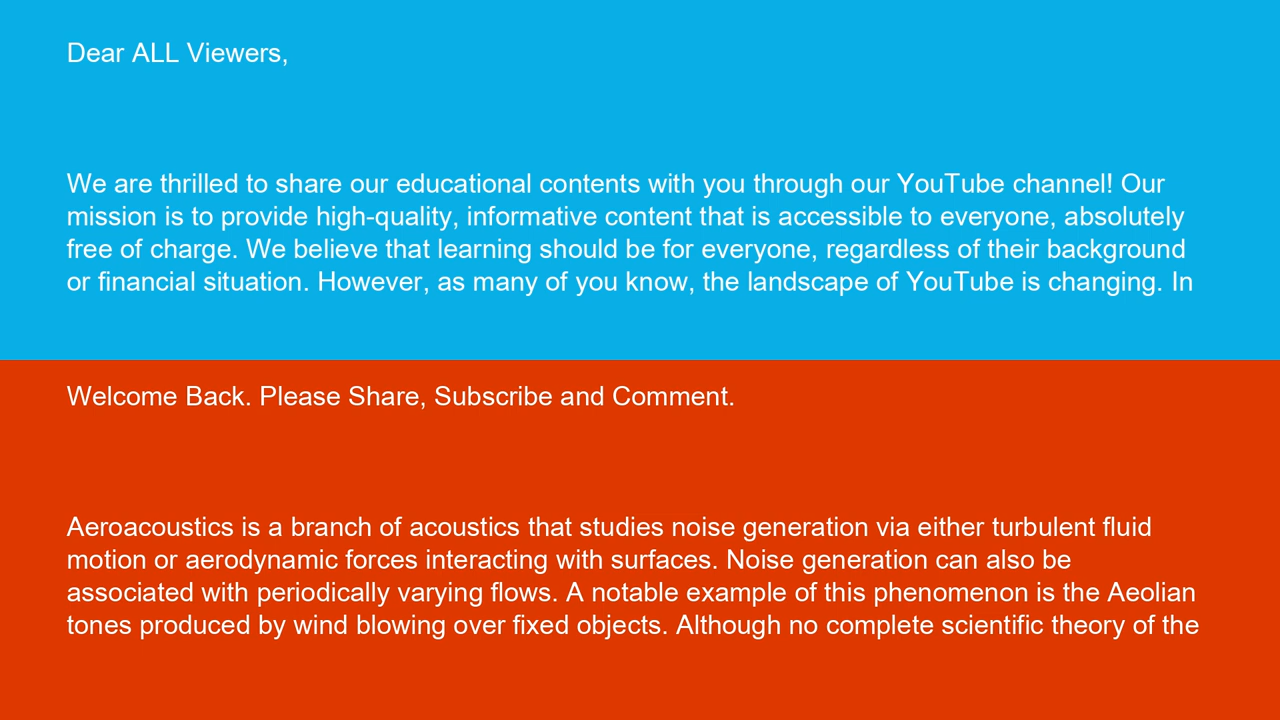 Dear ALL Viewers,
We are thrilled to share our educational contents with you through our YouTube channel! Our
mission is to provide high-quality, informative content that is accessible to everyone, absolutely
free of charge. We believe that learning should be for everyone, regardless of their background
or financial situation. However, as many of you know, the landscape of YouTube is changing. In
Welcome Back. Please Share, Subscribe and Comment.
Aeroacoustics is a branch of acoustics that studies noise generation via either turbulent fluid
motion or aerodynamic forces interacting with surfaces. Noise generation can also be
associated with periodically varying flows. A notable example of this phenomenon is the Aeolian
tones produced by wind blowing over fixed objects. Although no complete scientific theory of the